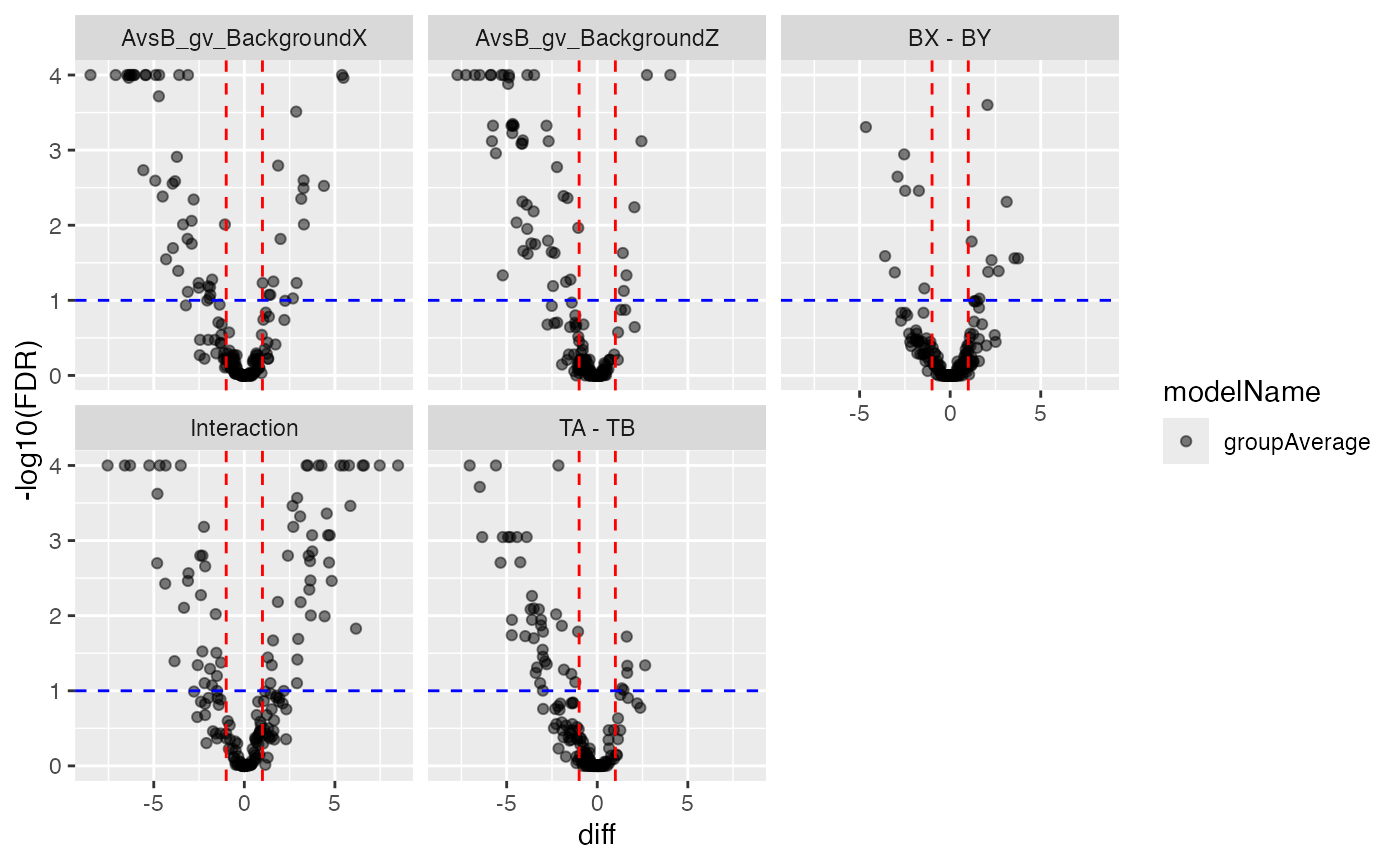 AvsB_gv_BackgroundX
AvsB_gv_BackgroundZ
BX - BY
4
3
2
1
0
-5
0
5
Interaction
TA - TB
4
3
2
1
0
-5
0
5
-5
0
5
diff
-log10(FDR)
modelName
groupAverage